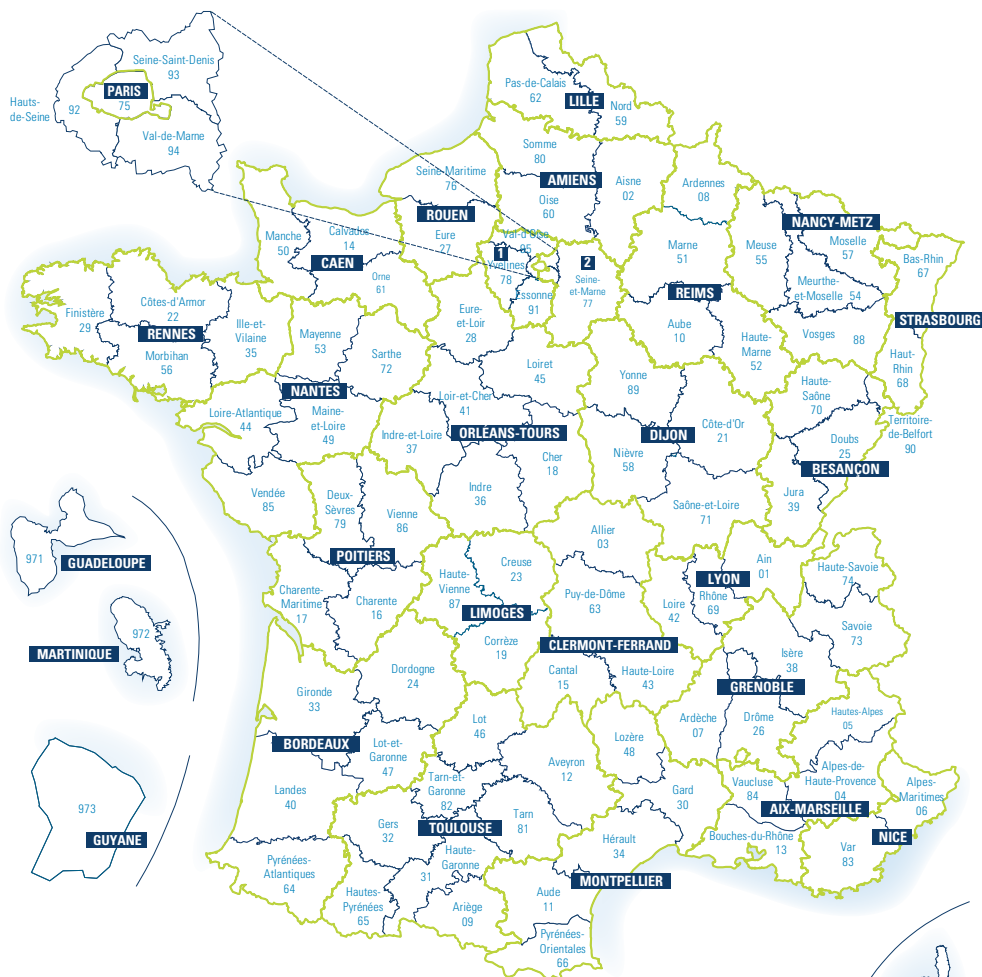 Seine-Saint-Denis
93
PARIS
75
Hauts-
de-Seine
92
Val-de-Marne
94
Pas-de-Calais
62
LILLE
Nord
59
Somme
80
AMIENS
Oise
60
Aisne
02
Ardennes
08
Seine-Maritime
76
ROUEN
Eure
27
Manche
50
Calvados
14
CAEN
Orne
61
Val-d'Oise
95
1
Yvelines
78
Essonne
91
2
Seine-
et-Marne
77
Marne
51
REIMS
Aube
10
Haute-
Marne
52
Meuse
55
NANCY-METZ
Moselle
57
Meurthe-
et-Moselle
54
Vosges
88
Bas-Rhin
67
STRASBOURG
Haut-
Rhin
68
Finistère
29
Côtes-d'Armor
22
RENNES
Morbihan
56
Ille-et-
Vilaine
35
Mayenne
53
Sarthe
72
NANTES
Loire-Atlantique
44
Maine-
et-Loire
49
Vendée
85
Eure-
et-Loir
28
Loiret
45
Loir-et-Cher
41
ORLÉANS-TOURS
Indre-et-Loire
37
Cher
18
Indre
36
Yonne
89
DIJON
Côte-d'Or
21
Nièvre
58
Saône-et-Loire
71
Haute-
Saône
70
Territoire-
de-Belfort
90
Doubs
25
BESANÇON
Jura
39
Deux-
Sèvres
79
Vienne
86
POITIERS
Charente-
Maritime
17
Charente
16
Haute-
Vienne
87
Creuse
23
LIMOGES
Corrèze
19
Allier
03
Puy-de-Dôme
63
CLERMONT-FERRAND
Cantal
15
Haute-Loire
43
LYON
Ain
01
Rhône
69
Loire
42
Haute-Savoie
74
Savoie
73
Isère
38
GRENOBLE
Ardèche
07
Drôme
26
Dordogne
24
Gironde
33
BORDEAUX
Lot-et-
Garonne
47
Landes
40
Pyrénées-
Atlantiques
64
Lot
46
Aveyron
12
Tarn-et-
Garonne
82
TOULOUSE
Tarn
81
Gers
32
Haute-
Garonne
31
Hautes-
Pyrénées
65
Ariège
09
Lozère
48
Gard
30
Hérault
34
MONTPELLIER
Aude
11
Pyrénées-
Orientales
66
Hautes-Alpes
05
Alpes-de-
Haute-Provence
04
Vaucluse
84
AIX-MARSEILLE
Bouches-du-Rhône
13
Alpes-
Maritimes
06
NICE
Var
83
971
GUADELOUPE
972
MARTINIQUE
973
GUYANE